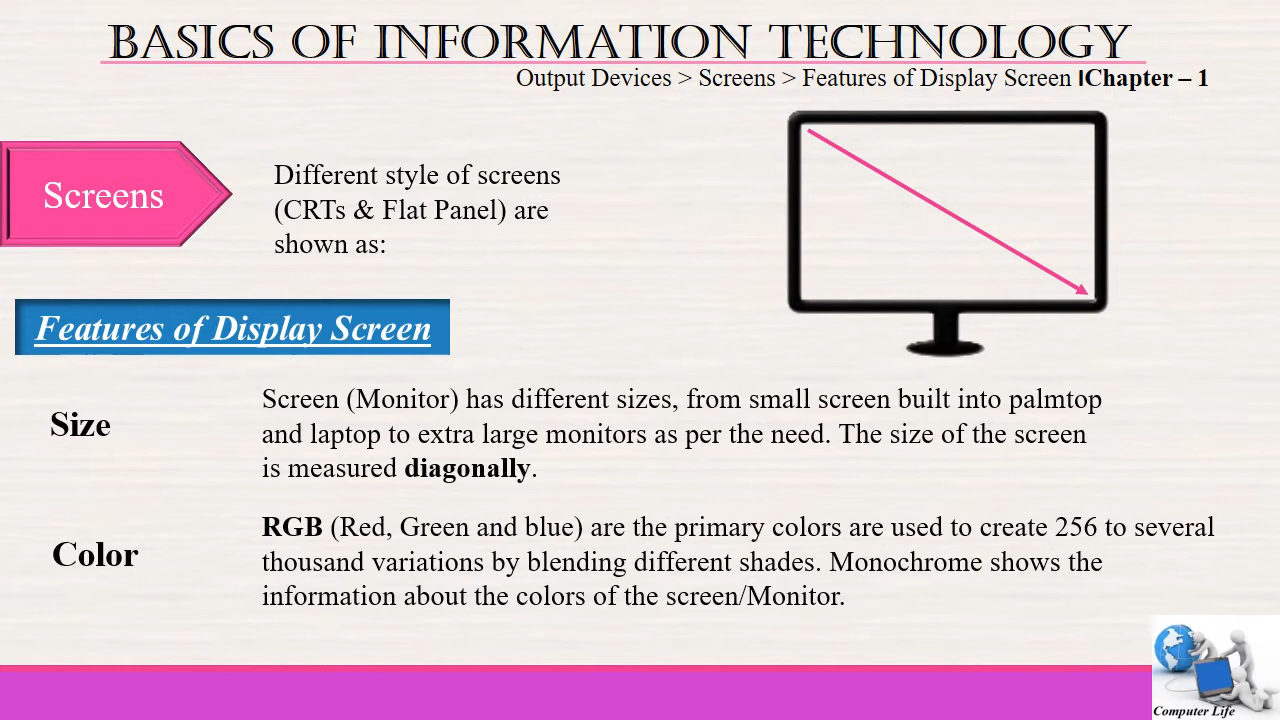 BASICS OF INFORMATION TECHNOLOGY
Output Devices > Screens > Features of Display Screen |Chapter – 1
Screens
Different style of screens
(CRTs & Flat Panel) are
shown as:
Features of Display Screen
Size
Screen (Monitor) has different sizes, from small screen built into palmtop
and laptop to extra large monitors as per the need. The size of the screen
is measured diagonally.
Color
RGB (Red, Green and blue) are the primary colors are used to create 256 to several
thousand variations by blending different shades. Monochrome shows the
information about the colors of the screen/Monitor.
Computer Life